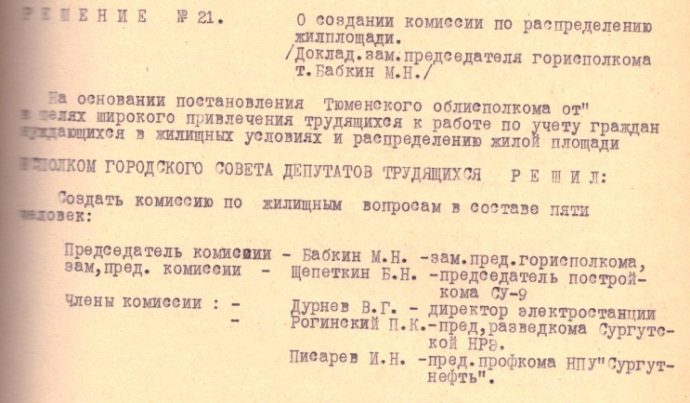 Р Е Ш Е Н И Е № 21. О создании комиссии по распределению
жилплощади.
/Доклад.зам.председателя горисполкома
т.Бабкин М.Н./
На основании постановления Тюменского облисполкома от"
в целях широкого привлечения трудящихся к работе по учету граждан
нуждающихся в жилищных условиях и распределению жилой площади
ИСПОЛКОМ ГОРОДСКОГО СОВЕТА ДЕПУТАТОВ ТРУДЯЩИХСЯ Р Е Ш И Л:
Создать комиссию по жилищным вопросам в составе пяти
человек:
Председатель комиссии - Бабкин М.Н. -зам.пред.горисполкома,
зам,пред. комиссии - Щепеткин Б.Н. -председатель построй-
кома СУ-9
Члены комиссии : - Дурнев В.Г. - директор электростанции
- Рогинский П.К.-пред,разведкома Сургутс-
кой НРЭ.
Писарев И.Н. -пред.профкома НПУ"Сургут-
нефть".